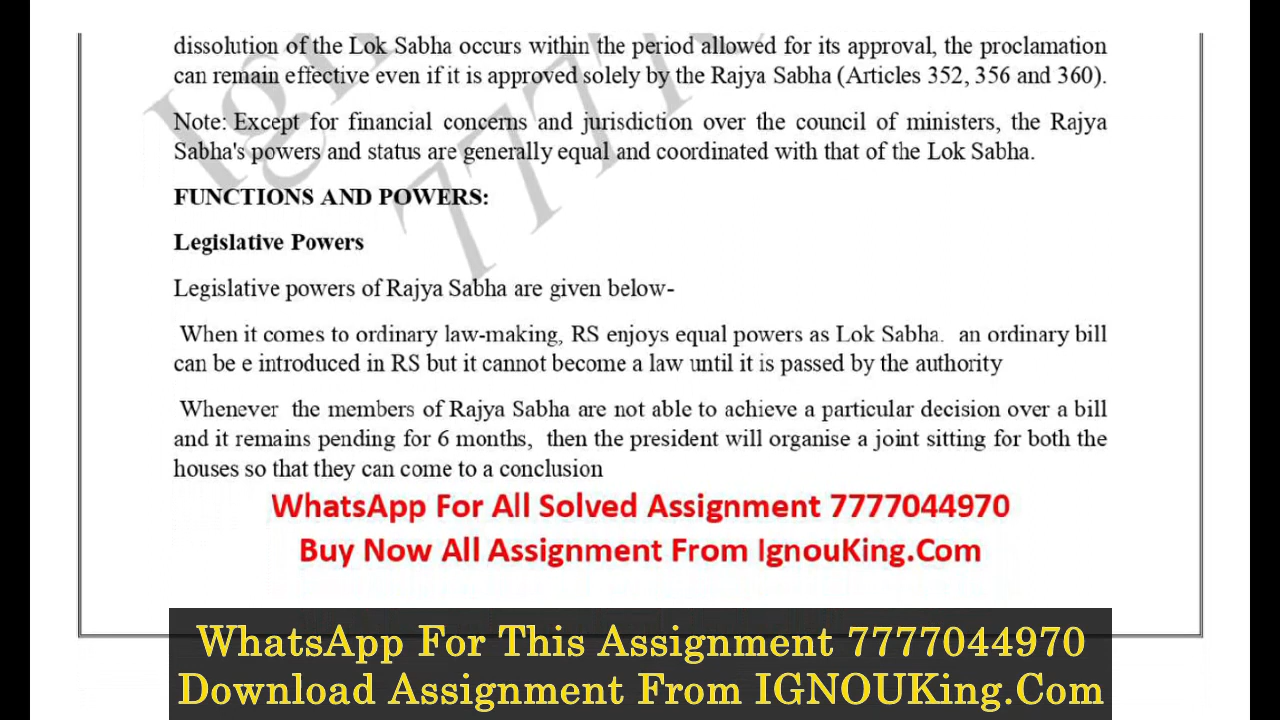 dissolution of the Lok Sabha occurs within the period allowed for its approval, the proclamation
can remain effective even if it is approved solely by the Rajya Sabha (Articles 352, 356 and 360).
Note: Except for financial concerns and jurisdiction over the council of ministers, the Rajya
Sabha's powers and status are generally equal and coordinated with that of the Lok Sabha.
FUNCTIONS AND POWERS:
Legislative Powers
Legislative powers of Rajya Sabha are given below-
When it comes to ordinary law-making, RS enjoys equal powers as Lok Sabha. an ordinary bill
can be e introduced in RS but it cannot become a law until it is passed by the authority
Whenever the members of Rajya Sabha are not able to achieve a particular decision over a bill
and it remains pending for 6 months, then the president will organise a joint sitting for both the
houses so that they can come to a conclusion
WhatsApp For All Solved Assignment 7777044970
Buy Now All Assignment From IgnouKing.Com
WhatsApp For This Assignment 7777044970
Download Assignment From IGNOUKing.Com